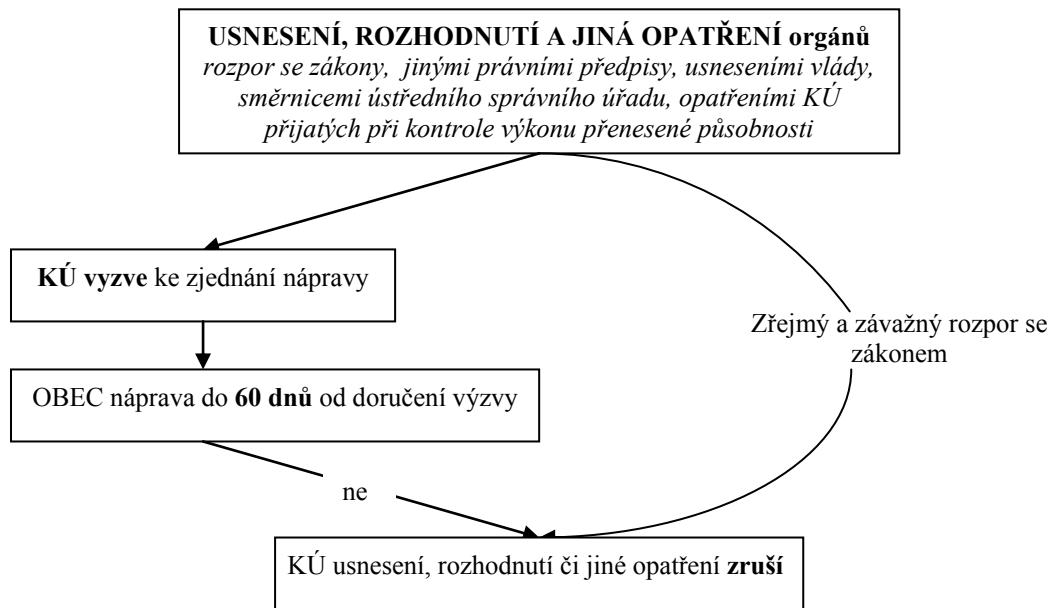 USNESENÍ, ROZHODNUTÍ A JINÁ OPATŘENÍ orgánů
rozpor se zákony, jinými právními předpisy, usneseními vlády,
směrnicemi ústředního správního úřadu, opatřeními KÚ
přijatých při kontrole výkonu přenesené působnosti
KÚ vyzve ke zjednání nápravy
Zřejmý a závažný rozpor se
zákonem
OBEC náprava do 60 dnů od doručení výzvy
ne
KÚ usnesení, rozhodnutí či jiné opatření zruší